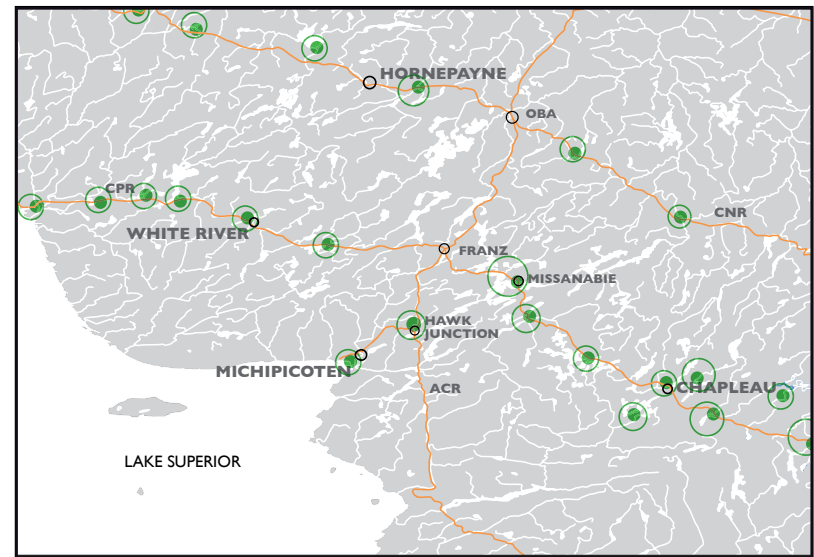 HORNEPAYNE
OBA
CPR
CNR
WHITE RIVER
FRANZ
MISSANABIE
HAWK
JUNCTION
MICHIPICOTEN
ACR
CHAPLEAU
LAKE SUPERIOR